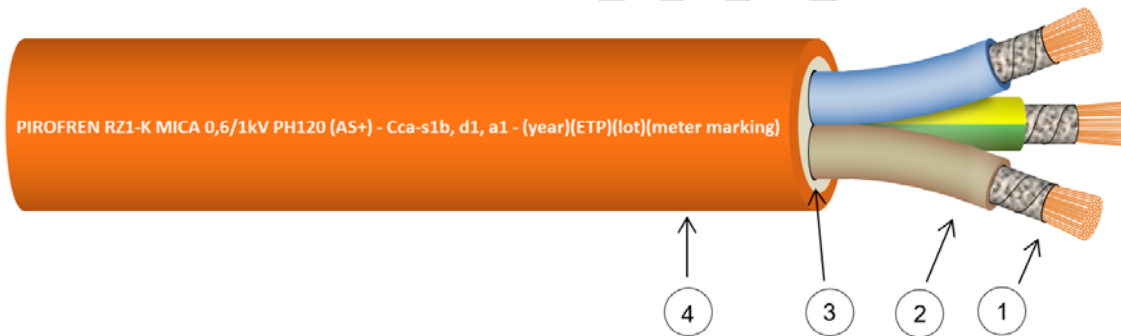 PIROFREN RZ1-K MICA 0,6/1kV PH120 (AS+) - Cca-s1b, d1, a1 - (year)(ETP)(lot)(meter marking)
4
3
2
1